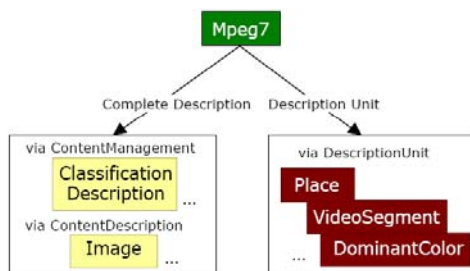 Mpeg7
Complete Description
Description Unit
via ContentManagement
Classification
Description
...
via ContentDescription
Image
...
via DescriptionUnit
Place
VideoSegment
... DominantColor